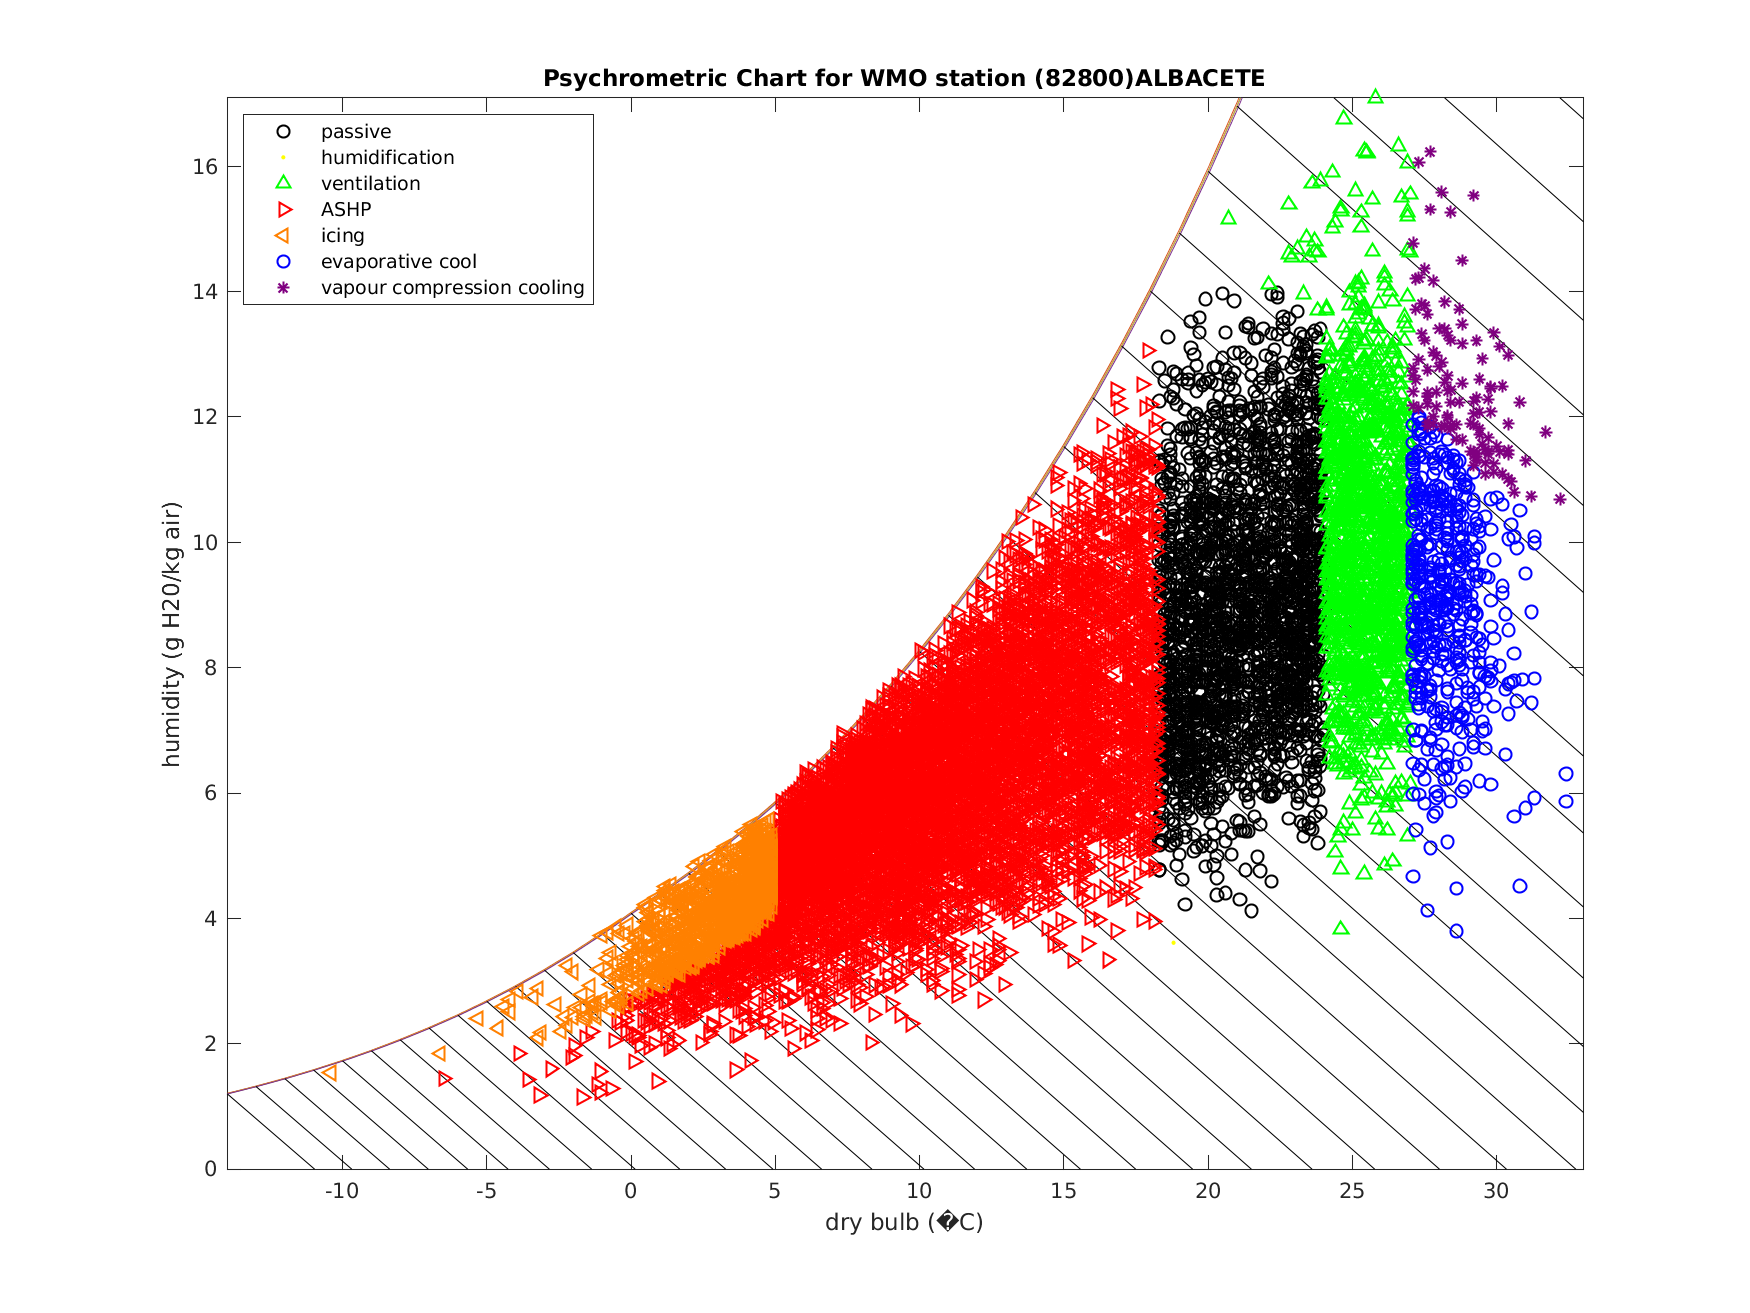 Psychrometric Chart for WMO station (82800)ALBACETE
passive
humidification
ventilation
ASHP
icing
evaporative cool
vapour compression cooling
humidity (g H20/kg air)
16
14
12
10
8
6
4
2
0
-10 -5 0 5 10 15 20 25 30
dry bulb (�C)